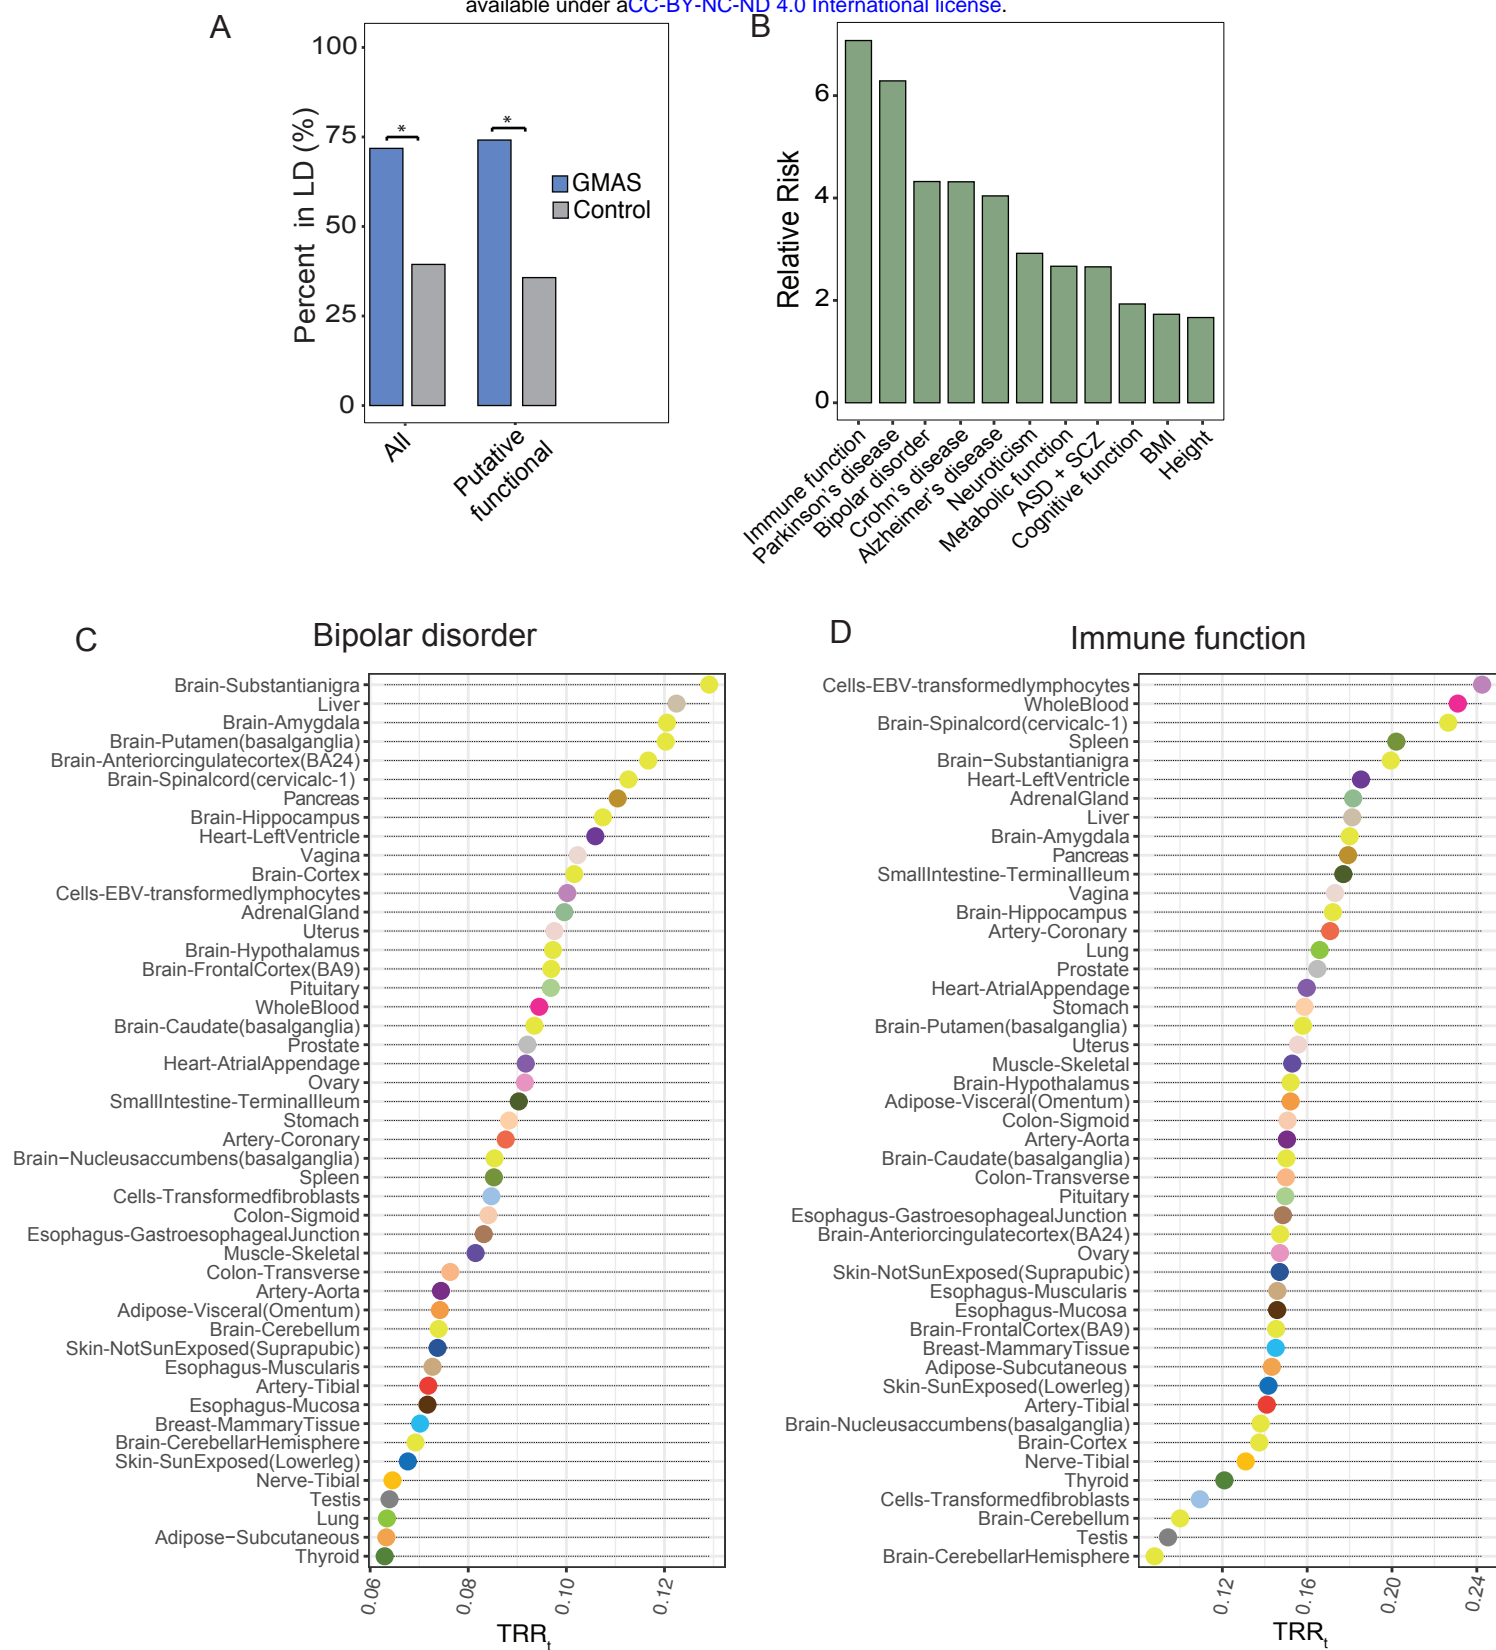 available under aCC-BY-NC-ND 4.0 International license.
A
Percent in LD (%)
100
75
50
25
0
*
*
GMAS
Control
All
Putative
functional
B
Relative Risk
6
4
2
0
Immune function
Parkinson's disease
Bipolar disorder
Crohn's disease
Alzheimer's disease
Neuroticism
Metabolic function
ASD + SCZ
Cognitive function
BMI
Height
C
Bipolar disorder
Brain-Substantianigra
Liver
Brain-Amygdala
Brain-Putamen(basalganglia)
Brain-Anteriorcingulatecortex(BA24)
Brain-Spinalcord(cervicalc-1)
Pancreas
Brain-Hippocampus
Heart-LeftVentricle
Vagina
Brain-Cortex
Cells-EBV-transformedlymphocytes
AdrenalGland
Uterus
Brain-Hypothalamus
Brain-FrontalCortex(BA9)
Pituitary
WholeBlood
Brain-Caudate(basalganglia)
Prostate
Heart-AtrialAppendage
Ovary
SmallIntestine-TerminalIleum
Stomach
Artery-Coronary
Brain−Nucleusaccumbens(basalganglia)
Spleen
Cells-Transformedfibroblasts
Colon-Sigmoid
Esophagus-GastroesophagealJunction
Muscle-Skeletal
Colon-Transverse
Artery-Aorta
Adipose-Visceral(Omentum)
Brain-Cerebellum
Skin-NotSunExposed(Suprapubic)
Esophagus-Muscularis
Artery-Tibial
Esophagus-Mucosa
Breast-MammaryTissue
Brain-CerebellarHemisphere
Skin-SunExposed(Lowerleg)
Nerve-Tibial
Testis
Lung
Adipose−Subcutaneous
Thyroid
0.06
0.08
0.10
0.12
TRRt
D
Immune function
Cells-EBV-transformedlymphocytes
WholeBlood
Brain-Spinalcord(cervicalc-1)
Spleen
Brain−Substantianigra
Heart-LeftVentricle
AdrenalGland
Liver
Brain-Amygdala
Pancreas
SmallIntestine-TerminalIleum
Vagina
Brain-Hippocampus
Artery-Coronary
Lung
Prostate
Heart-AtrialAppendage
Stomach
Brain-Putamen(basalganglia)
Uterus
Muscle-Skeletal
Brain-Hypothalamus
Adipose-Visceral(Omentum)
Colon-Sigmoid
Artery-Aorta
Brain-Caudate(basalganglia)
Colon-Transverse
Pituitary
Esophagus-GastroesophagealJunction
Brain-Anteriorcingulatecortex(BA24)
Ovary
Skin-NotSunExposed(Suprapubic)
Esophagus-Muscularis
Esophagus-Mucosa
Brain-FrontalCortex(BA9)
Breast-MammaryTissue
Adipose-Subcutaneous
Skin-SunExposed(Lowerleg)
Artery-Tibial
Brain-Nucleusaccumbens(basalganglia)
Brain-Cortex
Nerve-Tibial
Thyroid
Cells-Transformedfibroblasts
Brain-Cerebellum
Testis
Brain-CerebellarHemisphere
0.12
0.16
0.20
0.24
TRRt